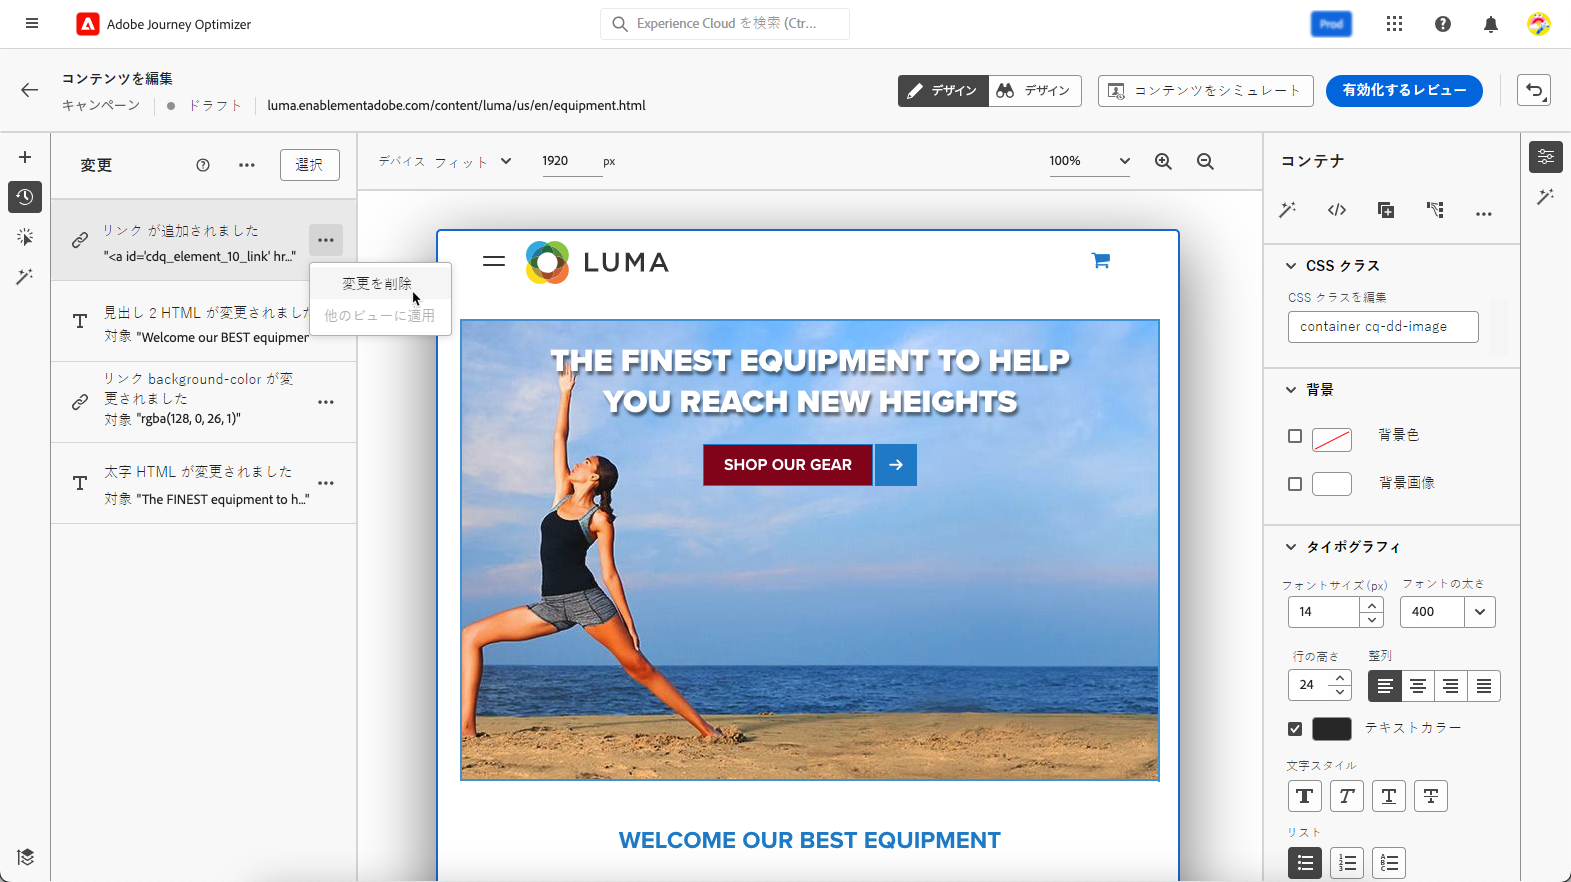 Adobe Journey Optimizer
Experience Cloud を検索 (Ctr...
Prod
コンテンツを編集
キャンペーン
ドラフト
luma.enablementadobe.com/content/luma/us/en/equipment.html
デザイン
デザイン
コンテンツをシミュレート
有効化するレビュー
変更
選択
リンク が追加されました
"<a id='cdq_element_10_link' hr..."
変更を削除
他のビューに適用
見出し 2 HTML が変更されました
対象 "Welcome our BEST equipmen
リンク background-color が変
更されました
対象 "rgba(128, 0, 26, 1)"
太字 HTML が変更されました
対象 "The FINEST equipment to h..."
デバイス フィット
1920 px
100%
LUMA
THE FINEST EQUIPMENT TO HELP
YOU REACH NEW HEIGHTS
SHOP OUR GEAR
WELCOME OUR BEST EQUIPMENT
コンテナ
CSS クラス
CSS クラスを編集
container cq-dd-image
背景
背景色
背景画像
タイポグラフィ
フォントサイズ (px)
フォントの太さ
14
400
行の高さ
整列
24
テキストカラー
文字スタイル
T T T T
リスト